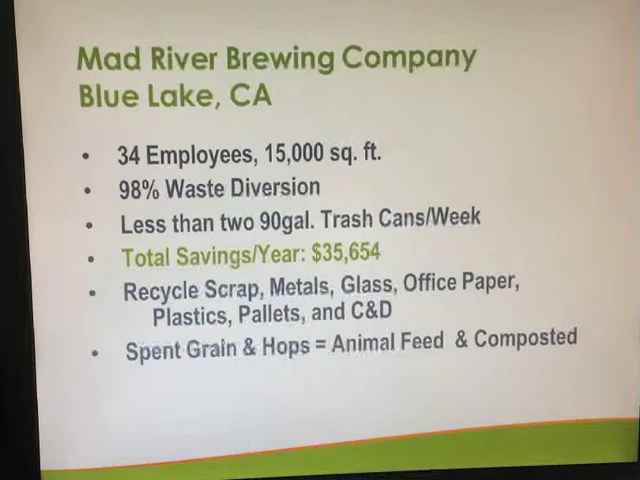 Mad River Brewing Company
Blue Lake, CA
• 34 Employees, 15,000 sq. ft.
• 98% Waste Diversion
• Less than two 90gal. Trash Cans/Week
• Total Savings/Year: $35,654
• Recycle Scrap, Metals, Glass, Office Paper,
Plastics, Pallets, and C&D
• Spent Grain & Hops = Animal Feed & Composted